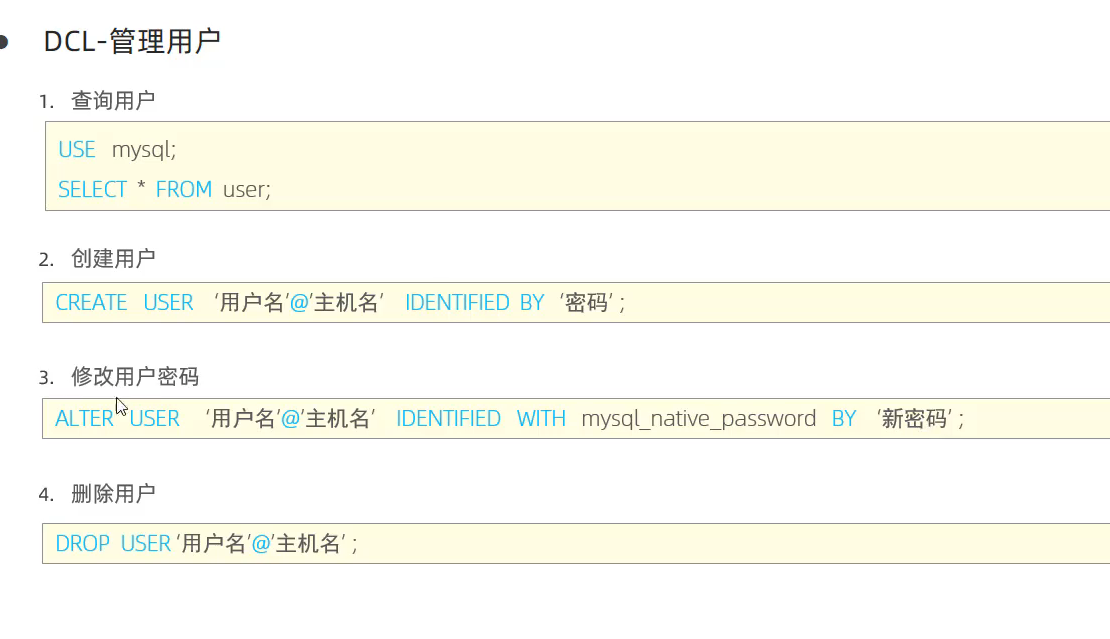 DCL-管理用户
1. 查询用户
USE mysql;
SELECT * FROM user;
2. 创建用户
CREATE USER ‘用户名’@’主机名’ IDENTIFIED BY ‘密码’ ;
3. 修改用户密码
ALTER USER ‘用户名’@’主机名’ IDENTIFIED WITH mysql_native_password BY ‘新密码’ ;
4. 删除用户
DROP USER ‘用户名’@’主机名’ ;